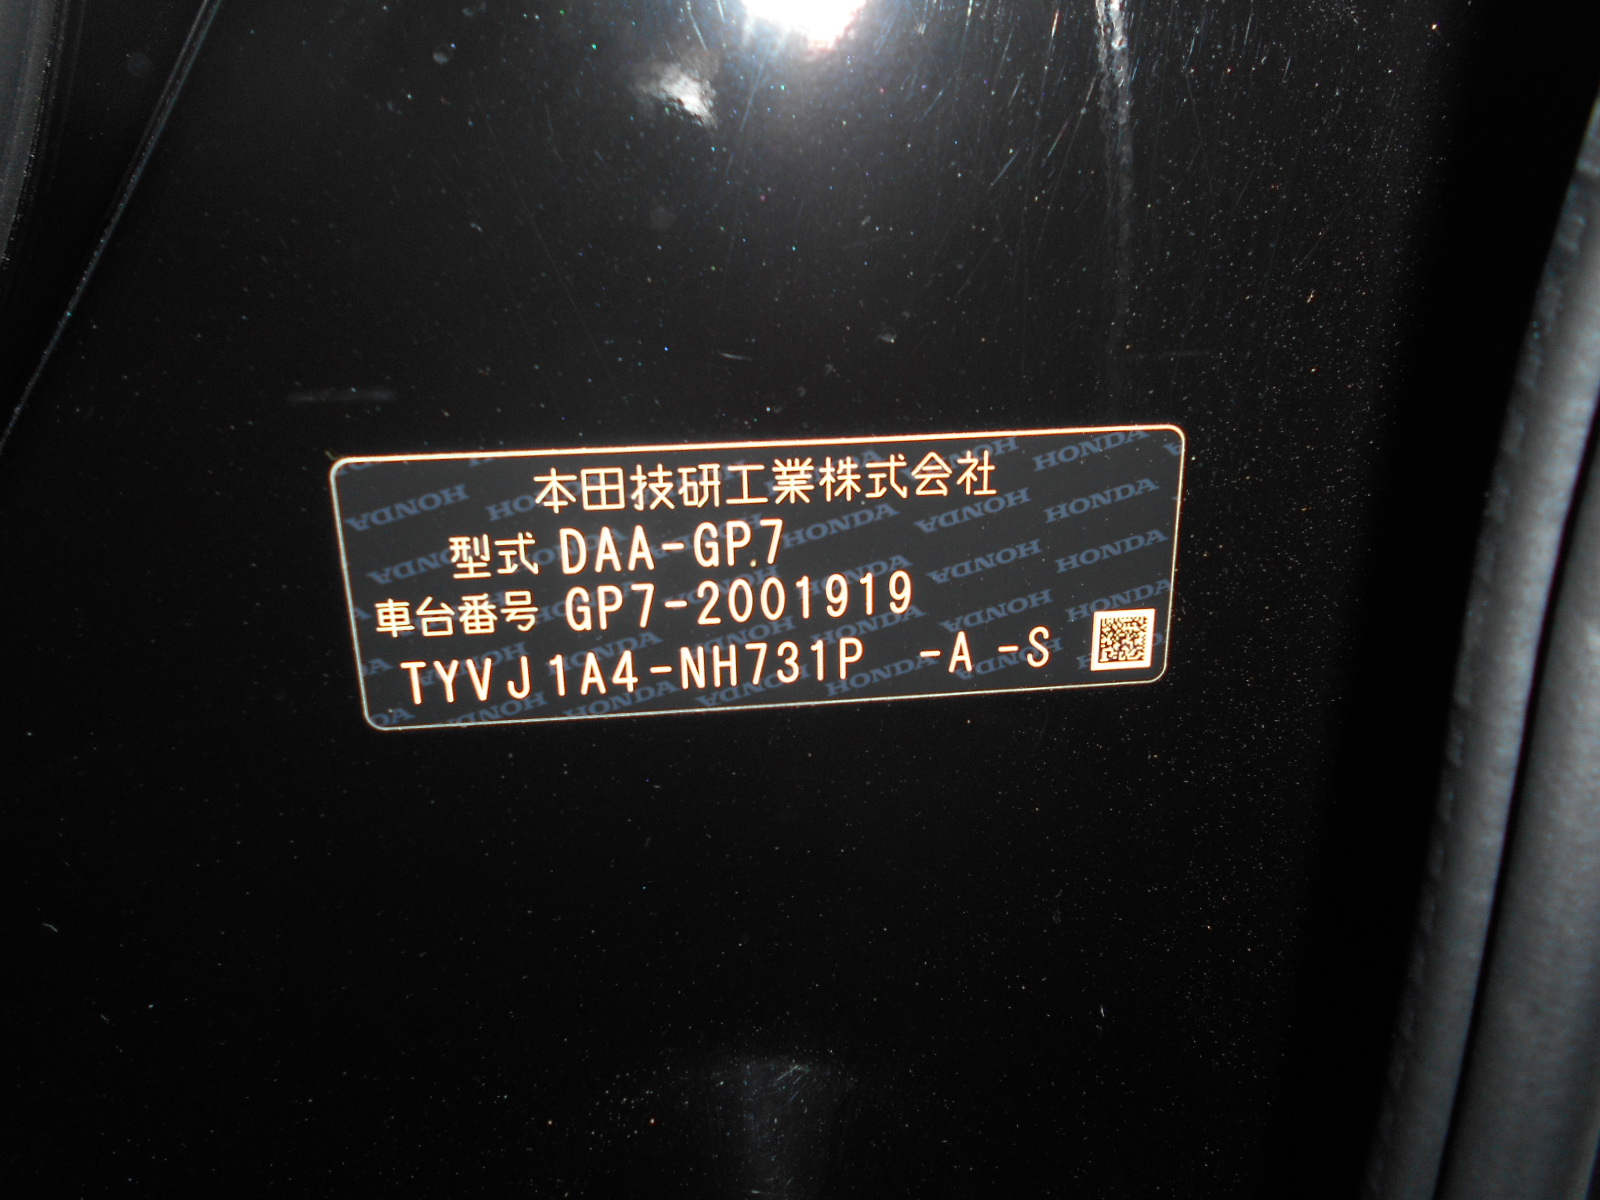 本田技研工業株式会社
型式 DAA-GP7
車台番号 GP7-2001919
TYVJ1A4-NH731P -A -S